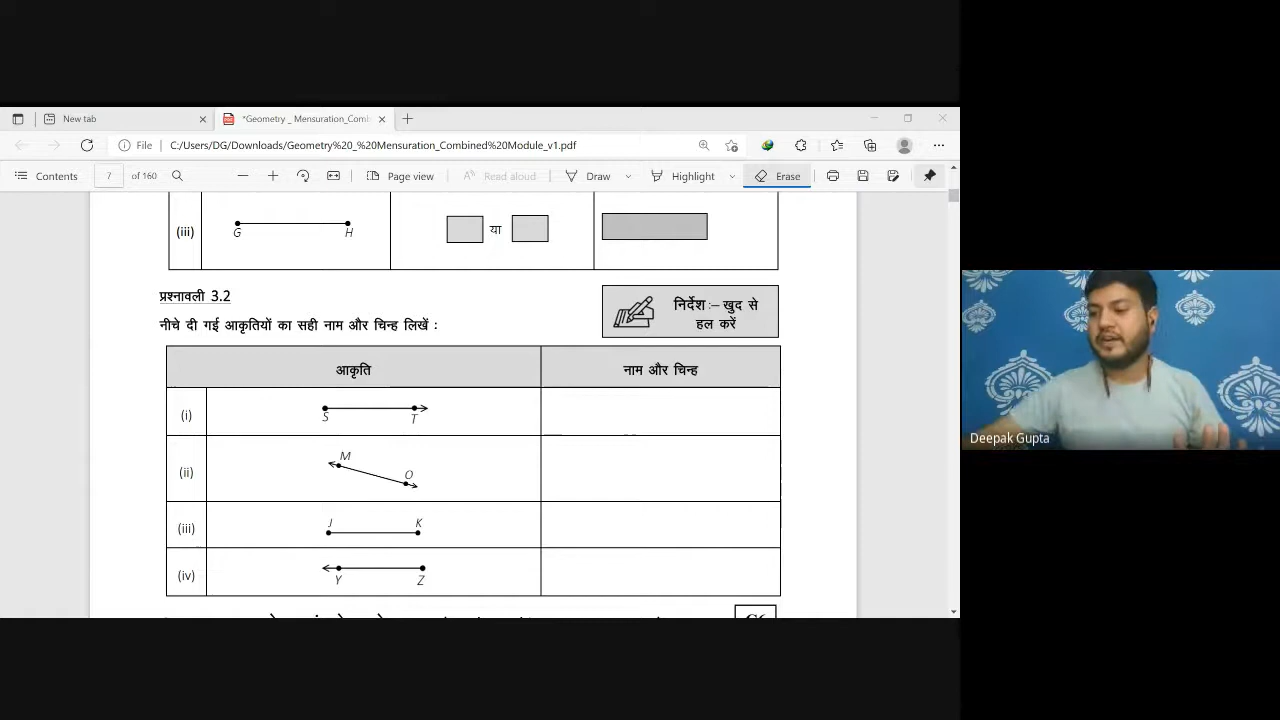 New tab
*Geometry _ Mensuration_Comb
File
C:/Users/DG/Downloads/Geometry%20_%20Mensuration_Combined%20Module_v1.pdf
Contents
7
of 160
Page view
Read aloud
Draw
Highlight
Erase
(iii)
G
H
या
प्रश्नावली 3.2
निर्देश :– खुद से
हल करें
नीचे दी गई आकृतियों का सही नाम और चिन्ह लिखें :
आकृति
नाम और चिन्ह
(i)
S
T
(ii)
M
O
(iii)
J
K
(iv)
Y
Z
Deepak Gupta